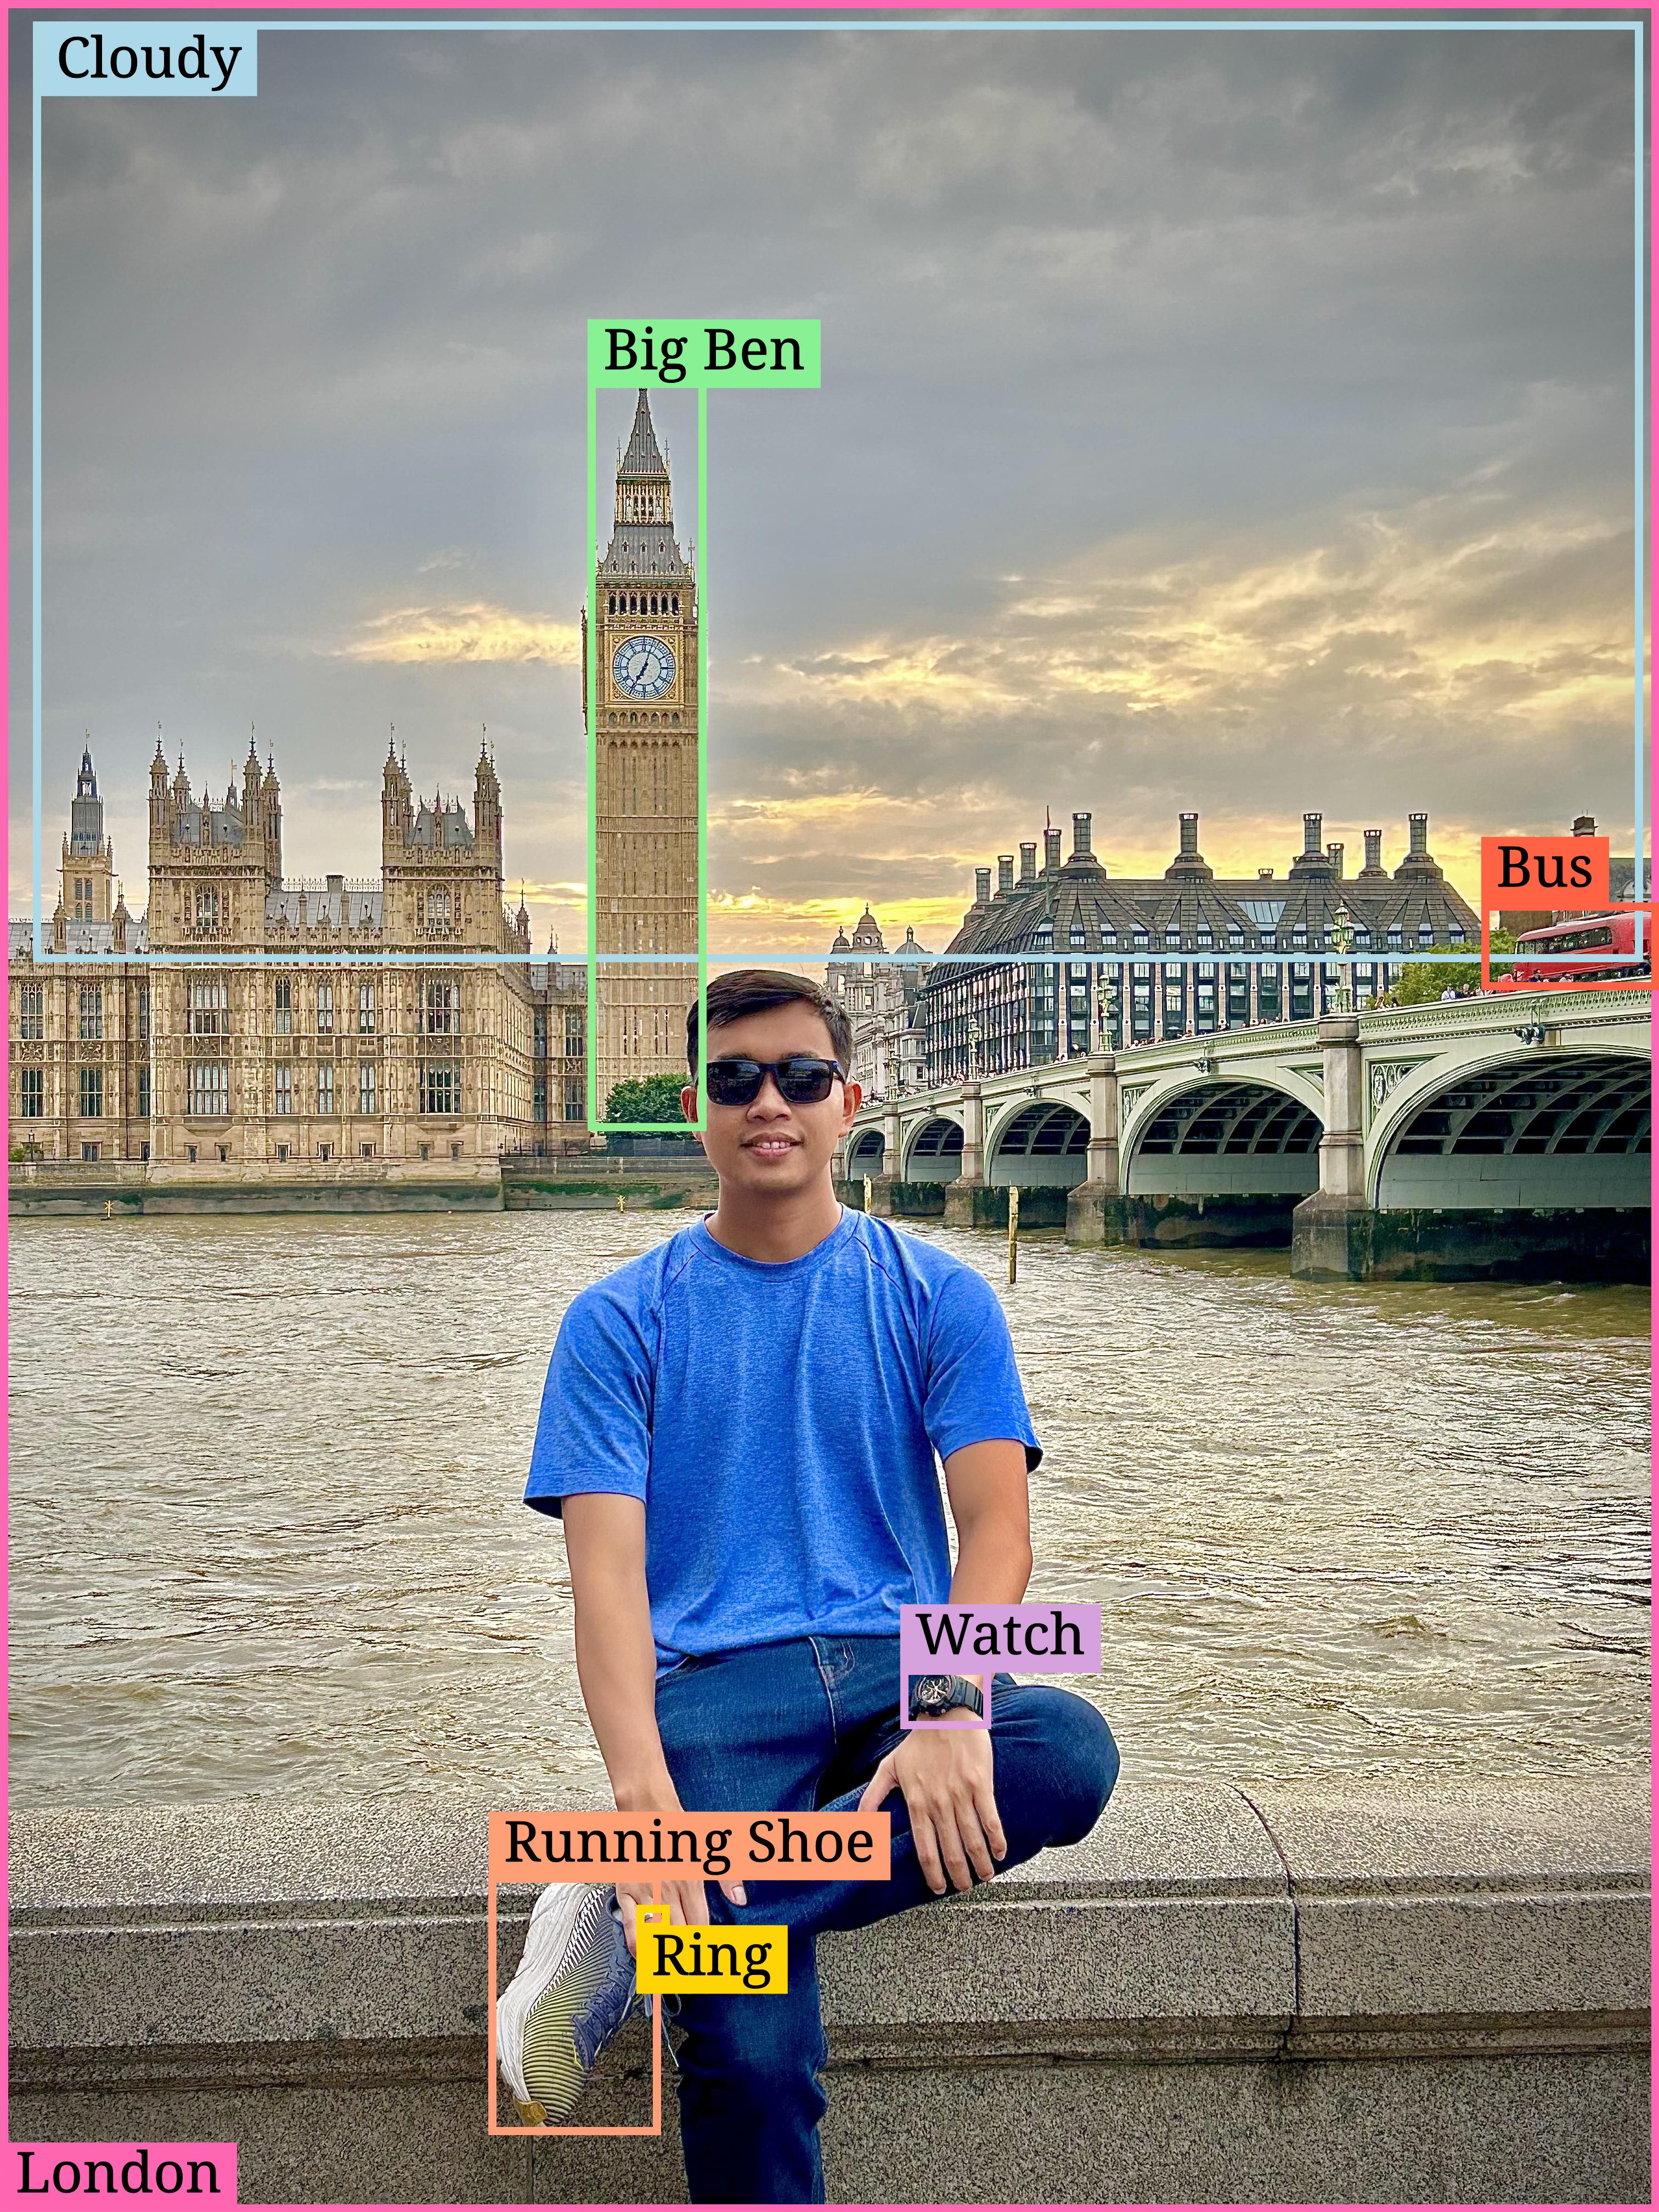 Cloudy
Big Ben
Bus
Watch
Running Shoe
Ring
London